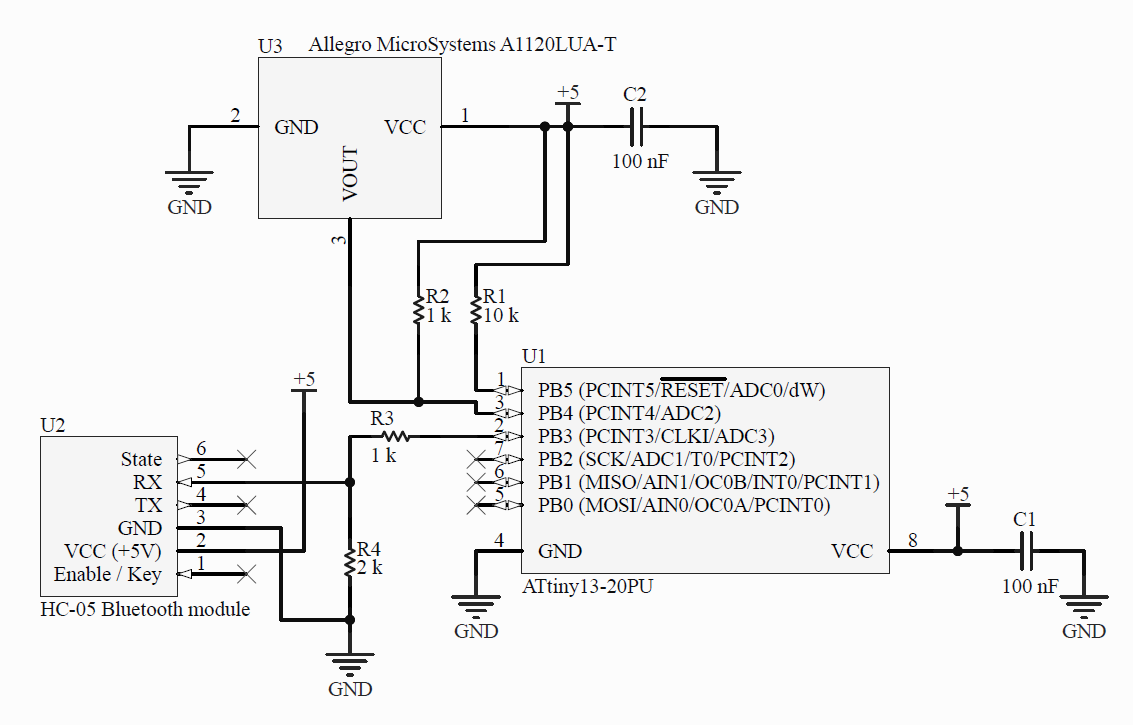 U3 Allegro MicroSystems A1120LUA-T
+5
C2
2
GND
VCC
1
VOUT
100 nF
GND
GND
3
R2
1 k
R1
10 k
U1
1
PB5 (PCINT5/RESET/ADC0/dW)
3
PB4 (PCINT4/ADC2)
2
PB3 (PCINT3/CLKI/ADC3)
7
PB2 (SCK/ADC1/T0/PCINT2)
6
PB1 (MISO/AIN1/OC0B/INT0/PCINT1)
5
PB0 (MOSI/AIN0/OC0A/PCINT0)
4
GND
VCC
8
ATtiny13-20PU
GND
+5
C1
100 nF
GND
+5
R3
1 k
U2
State
6
RX
5
TX
4
GND
3
VCC (+5V)
2
Enable / Key
1
HC-05 Bluetooth module
R4
2 k
GND